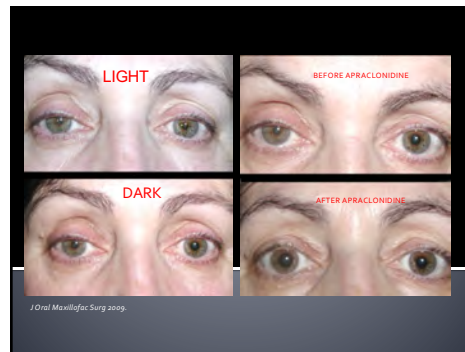 LIGHT
BEFORE APRACLONIDINE
DARK
AFTER APRACLONIDINE
J Oral Maxillofac Surg 2009.